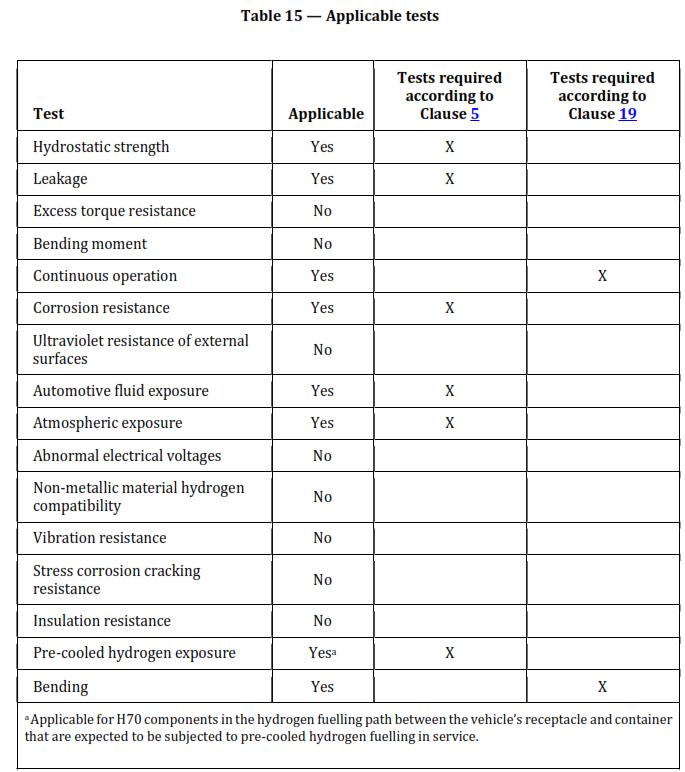 Table 15 — Applicable tests
Test Applicable Tests required according to Clause 5 Tests required according to Clause 19
Hydrostatic strength Yes X
Leakage Yes X
Excess torque resistance No
Bending moment No
Continuous operation Yes X
Corrosion resistance Yes X
Ultraviolet resistance of external surfaces No
Automotive fluid exposure Yes X
Atmospheric exposure Yes X
Abnormal electrical voltages No
Non-metallic material hydrogen compatibility No
Vibration resistance No
Stress corrosion cracking resistance No
Insulation resistance No
Pre-cooled hydrogen exposure Yesᵃ X
Bending Yes X
ᵃ Applicable for H70 components in the hydrogen fuelling path between the vehicle's receptacle and container
that are expected to be subjected to pre-cooled hydrogen fuelling in service.